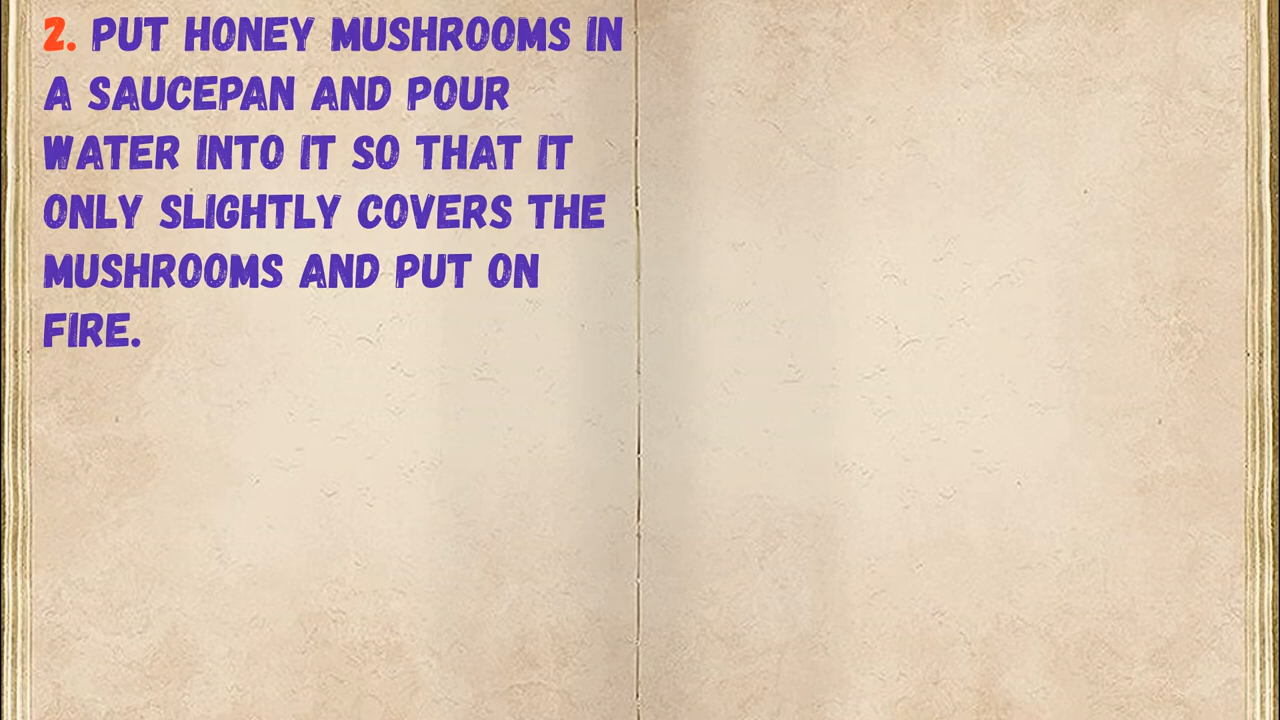 2. PUT HONEY MUSHROOMS IN
A SAUCEPAN AND POUR
WATER INTO IT SO THAT IT
ONLY SLIGHTLY COVERS THE
MUSHROOMS AND PUT ON
FIRE.